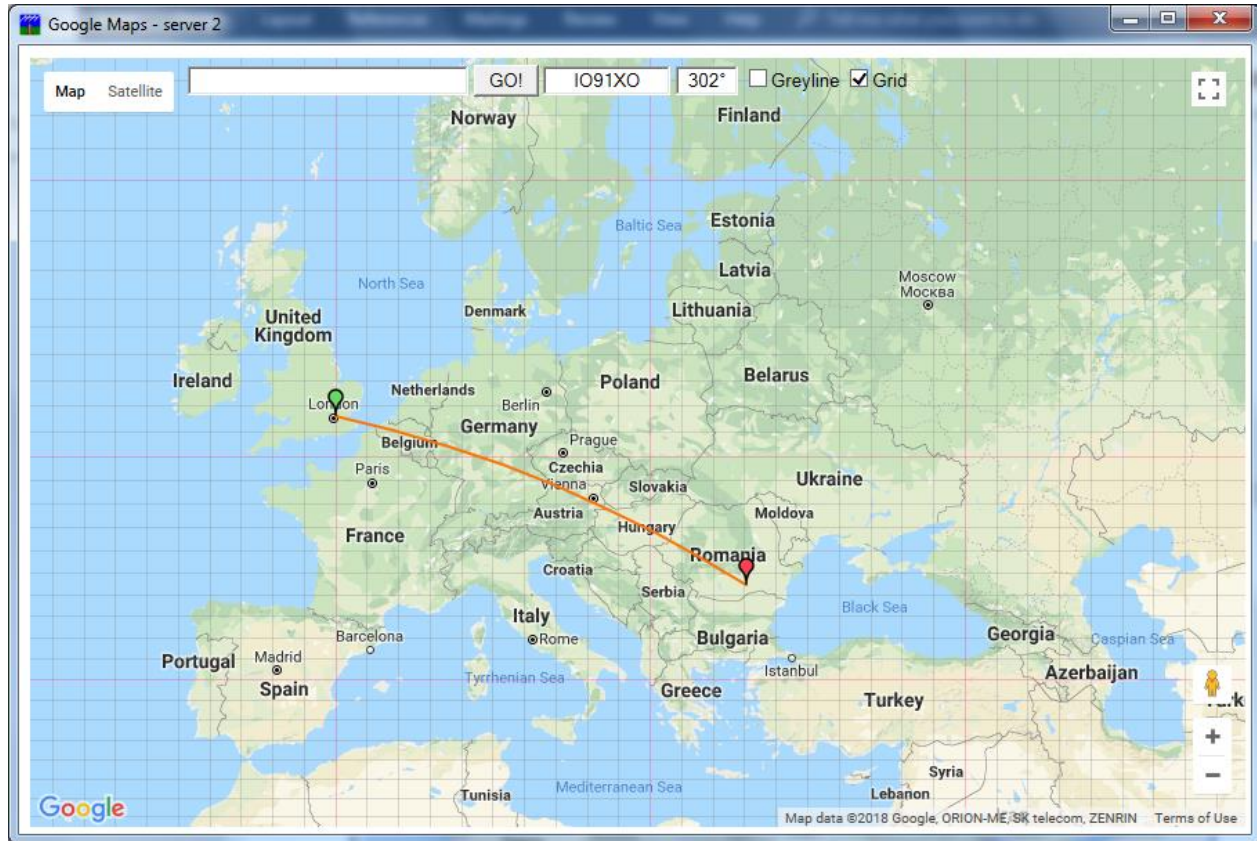 Google Maps - server 2
Map Satellite GO! IO91XO 302° Greyline Grid
Norway
Finland
Estonia
Baltic Sea
Latvia
Moscow
Москва
North Sea
Denmark
Lithuania
United
Kingdom
Ireland
Netherlands
Poland
Belarus
London
Berlin
Germany
Belgium
Prague
Paris
Czechia
Ukraine
Vienna
Slovakia
Austria
Moldova
Hungary
France
Romania
Croatia
Serbia
Black Sea
Italy
Barcelona
Rome
Bulgaria
Georgia
Caspian Sea
Portugal
Madrid
Istanbul
Azerbaijan
Tyrrhenian Sea
Spain
Greece
Turkey
Syria
Mediterranean Sea
Tunisia
Lebanon
Google
Map data ©2018 Google, ORION-ME, SK telecom, ZENRIN Terms of Use